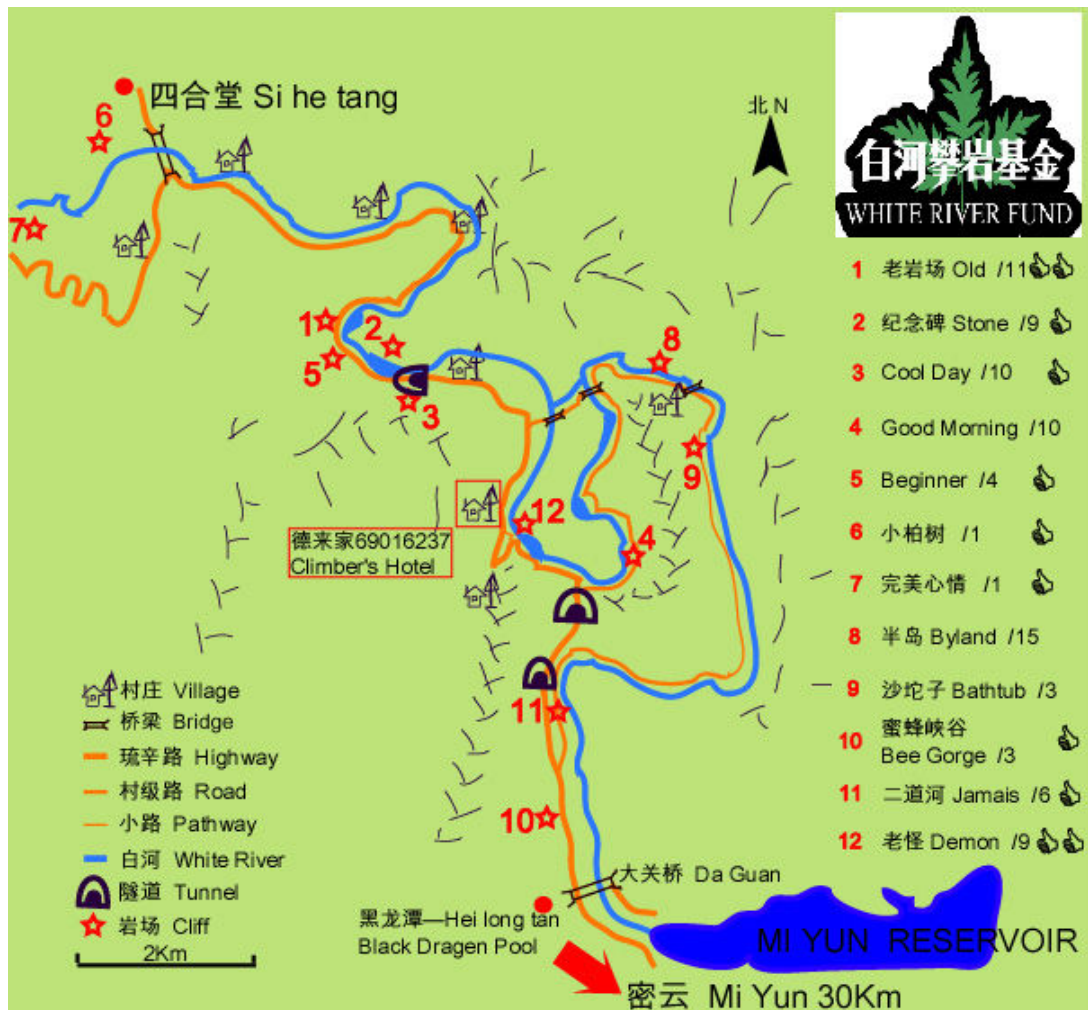 四合堂 Si he tang
6
7
北 N
白河攀岩基金
WHITE RIVER FUND
1
2
5
3
8
9
12
4
11
10
德来家69016237
Climber's Hotel
1 老岩场 Old /11
2 纪念碑 Stone /9
3 Cool Day /10
4 Good Morning /10
5 Beginner /4
6 小柏树 /1
7 完美心情 /1
8 半岛 Byland /15
9 沙坨子 Bathtub /3
10 蜜蜂峡谷
Bee Gorge /3
11 二道河 Jamais /6
12 老怪 Demon /9
村庄 Village
桥梁 Bridge
琉辛路 Highway
村级路 Road
小路 Pathway
白河 White River
隧道 Tunnel
岩场 Cliff
2Km
大关桥 Da Guan
黑龙潭—Hei long tan
Black Dragen Pool
MI YUN RESERVOIR
密云 Mi Yun 30Km